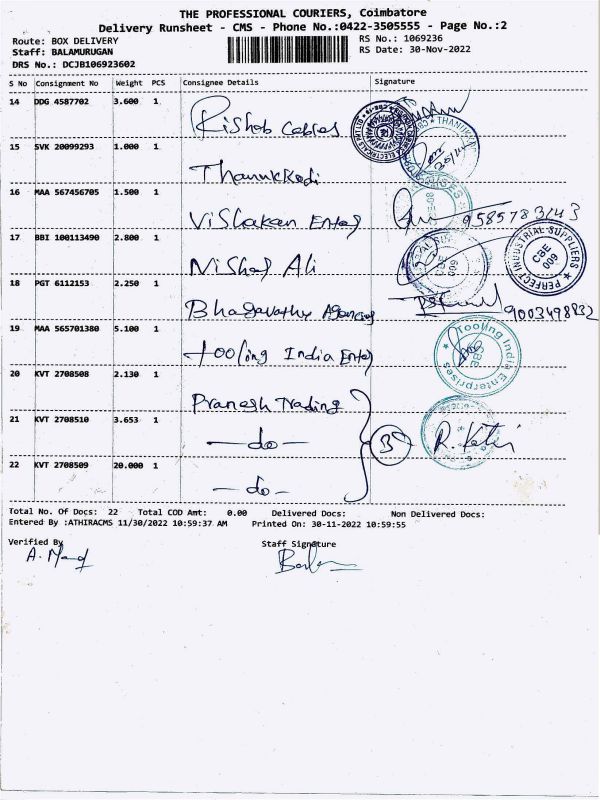 THE PROFESSIONAL COURIERS, Coimbatore
Delivery Runsheet - CMS - Phone No.:0422-3505555 - Page No.:2
Route: BOX DELIVERY RS No.: 1069236
Staff: BALAMURUGAN RS Date: 30-Nov-2022
DRS No.: DCJB106923602
S No Consignment No Weight PCS Consignee Details Signature
14 DDG 4587702 3.600 1 Rishab Cables
15 SVK 20099293 1.000 1 Thannkkodi
16 MAA 567456705 1.500 1 Vishakan Enter 9585783143
17 BBI 100113490 2.800 1 Nishad Ali
PERFECT INDUSTRIAL SUPPLIERS CBE 009
18 PGT 6112153 2.250 1 Bhagavathy Agencies 9003498832
19 MAA 565701380 5.100 1 tooling India Enter
Tooling India Enterprises CBE
20 KVT 2708508 2.130 1 Pranesh Trading
21 KVT 2708510 3.653 1 -do- 3
22 KVT 2708509 20.000 1 -do-
Total No. Of Docs: 22 Total COD Amt: 0.00 Delivered Docs: Non Delivered Docs:
Entered By :ATHIRACMS 11/30/2022 10:59:37 AM Printed On: 30-11-2022 10:59:55
Verified By Staff Signature